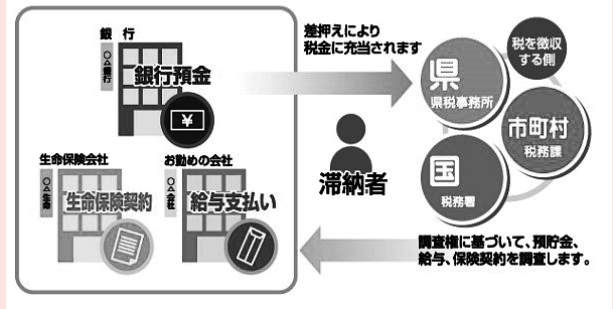 銀 行
○△銀行
銀行預金
¥
生命保険会社
○△生命
生命保険契約
お勤めの会社
○△会社
給与支払い
差押えにより
税金に充当されます
滞納者
税を徴収
する側
県
県税事務所
市町村
税務課
国
税務署
調査権に基づいて、預貯金、
給与、保険契約を調査します。